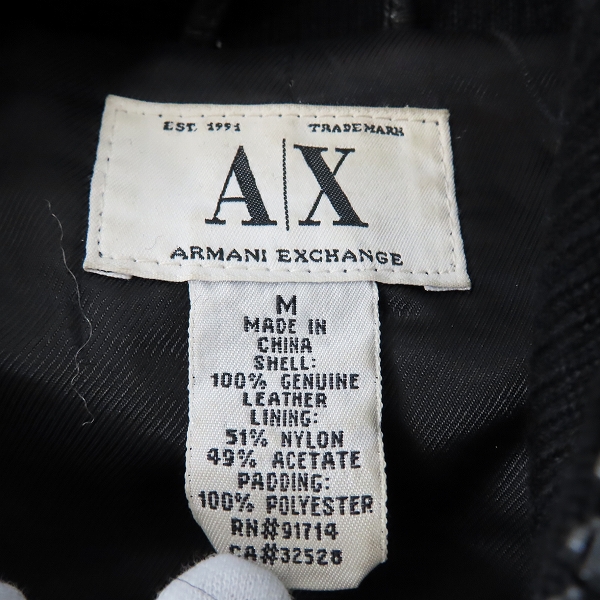 EST. 1991 TRADEMARK
A|X
ARMANI EXCHANGE
M
MADE IN
CHINA
SHELL:
100% GENUINE
LEATHER
LINING:
51% NYLON
49% ACETATE
PADDING:
100% POLYESTER
RN#91714
CA#32528